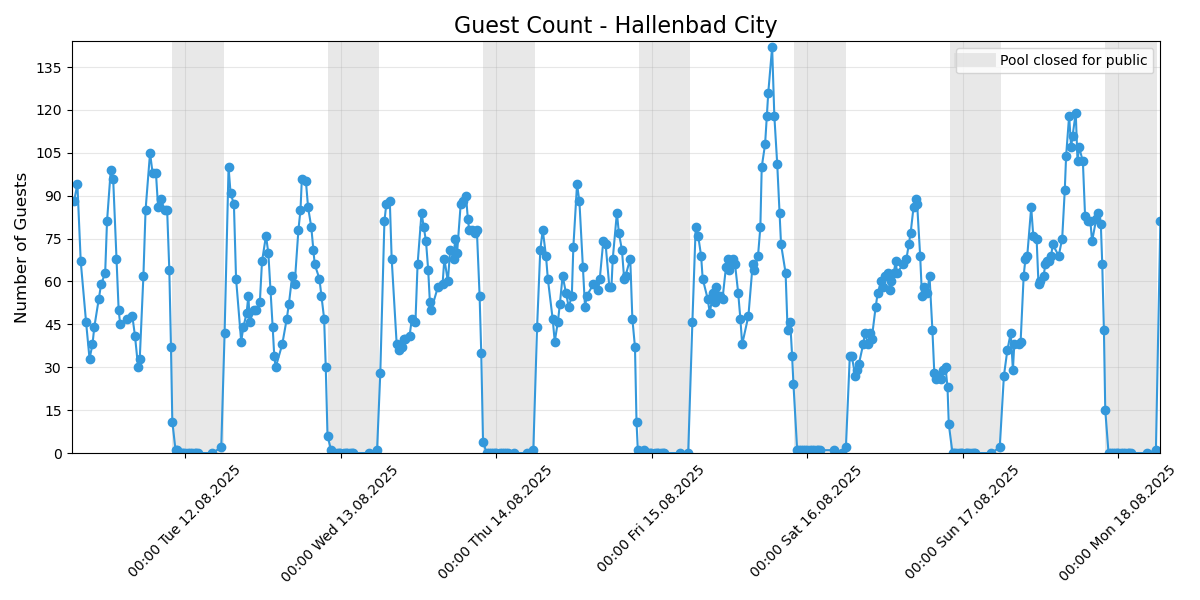 Guest Count - Hallenbad City
Pool closed for public
Number of Guests
135
120
105
90
75
60
45
30
15
0
00:00 Tue 12.08.2025
00:00 Wed 13.08.2025
00:00 Thu 14.08.2025
00:00 Fri 15.08.2025
00:00 Sat 16.08.2025
00:00 Sun 17.08.2025
00:00 Mon 18.08.2025